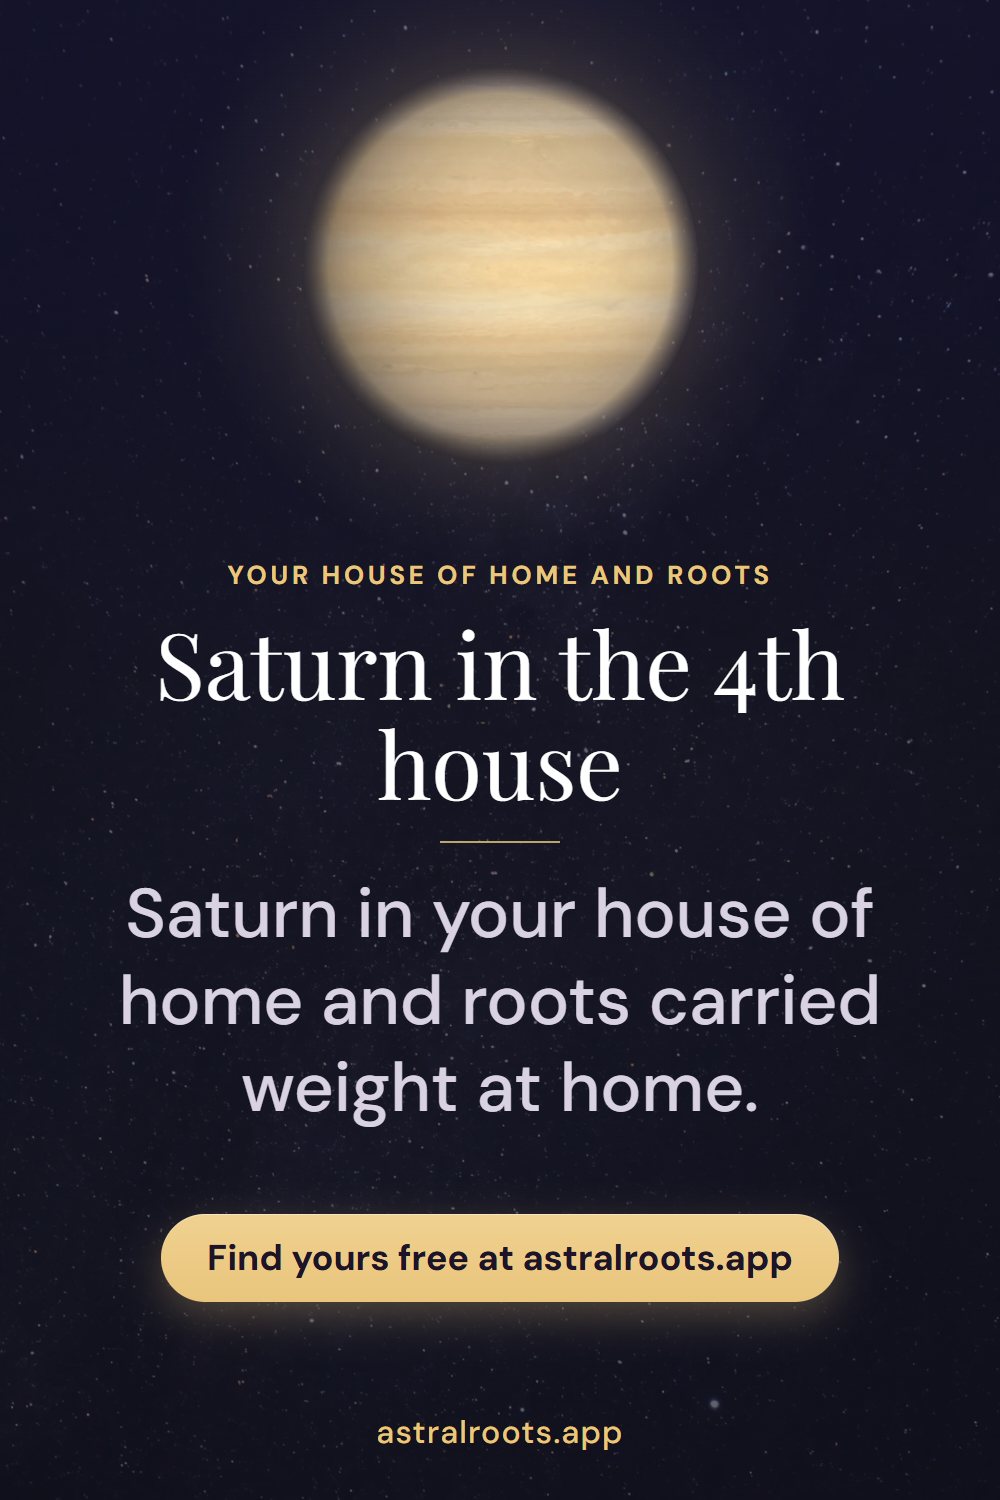 YOUR HOUSE OF HOME AND ROOTS
Saturn in the 4th
house
Saturn in your house of
home and roots carried
weight at home.
Find yours free at astralroots.app
astralroots.app